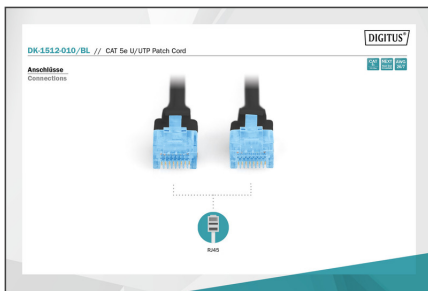 DIGITUS®
DK-1512-010/BL // CAT 5e U/UTP Patch Cord
Anschlüsse
Connections
RJ45